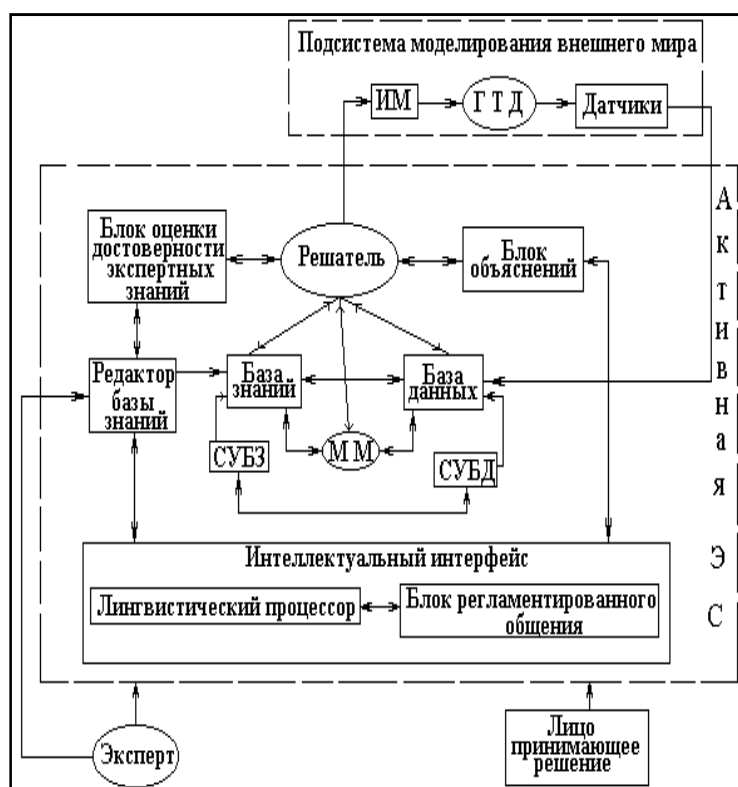 Подсистема моделирования внешнего мира
ИМ
Г Т Д
Датчики
А
к
т
и
в
н
а
я
Э
С
Блок оценки
достоверности
экспертных
знаний
Решатель
Блок
объяснений
Редактор
базы
знаний
База
знаний
База
данных
СУБЗ
М М
СУБД
Интеллектуальный интерфейс
Лингвистический процессор
Блок регламентированного
общения
Эксперт
Лицо
принимающее
решение